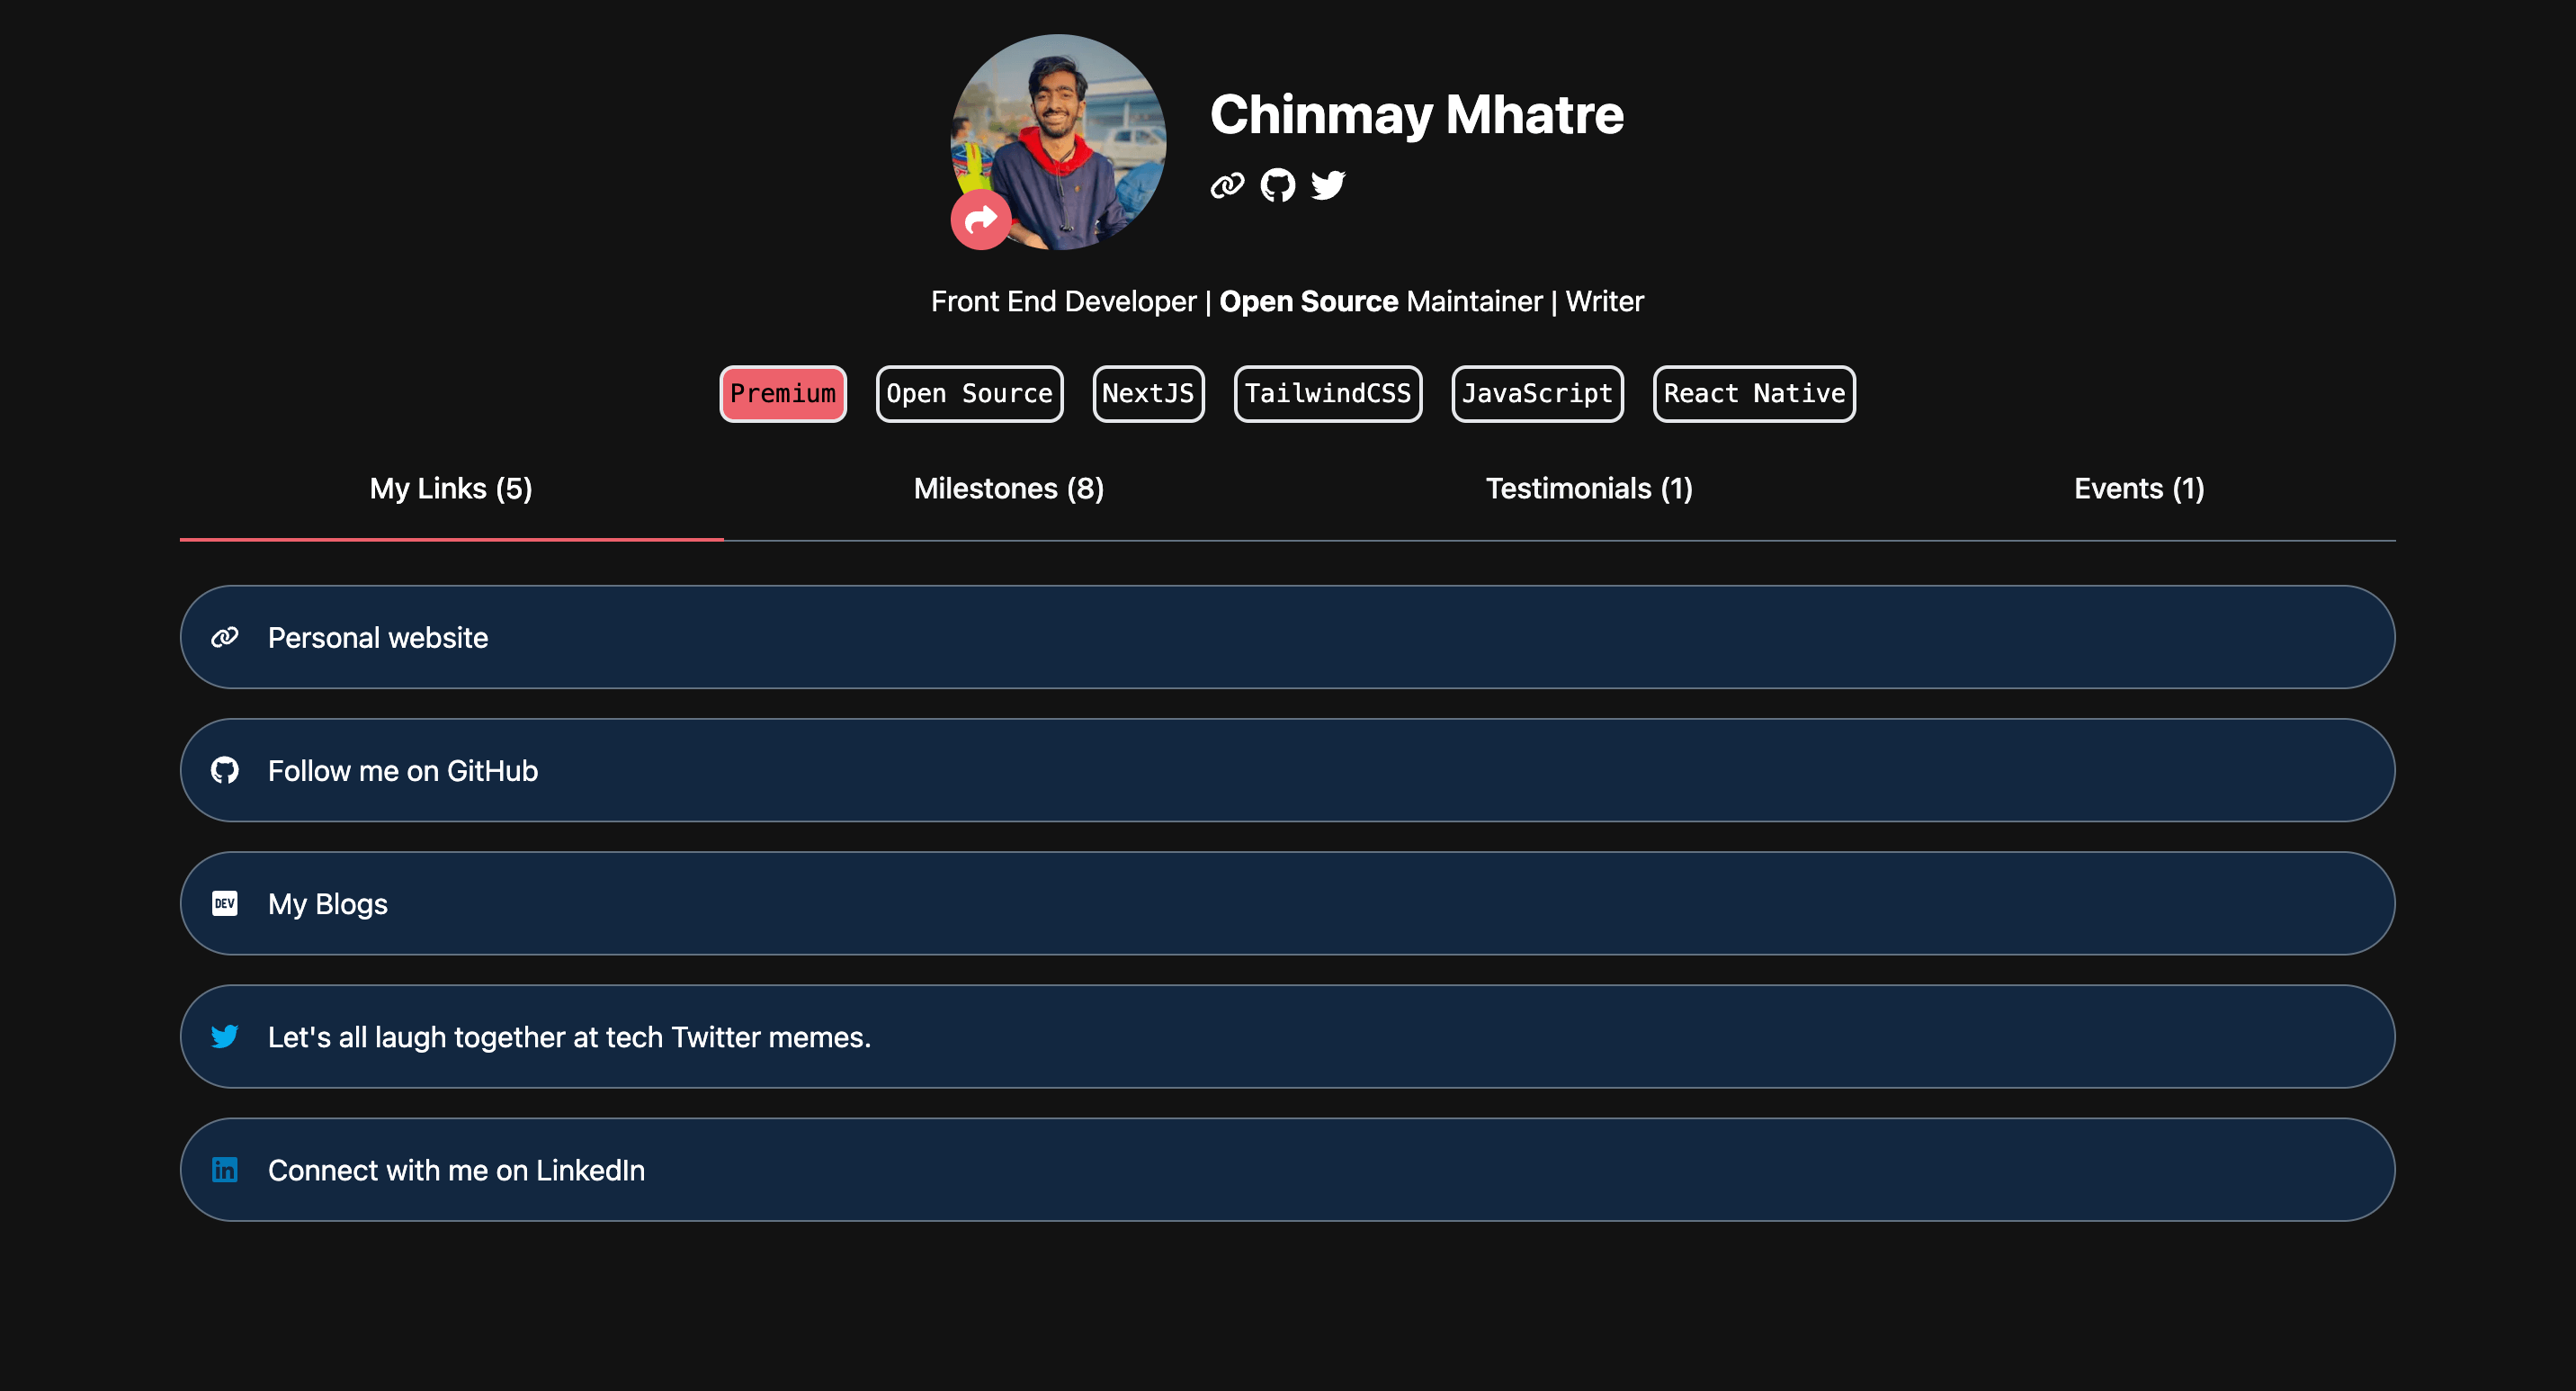 Chinmay Mhatre
Front End Developer | Open Source Maintainer | Writer
Premium Open Source NextJS TailwindCSS JavaScript React Native
My Links (5) Milestones (8) Testimonials (1) Events (1)
Personal website
Follow me on GitHub
DEV My Blogs
Let's all laugh together at tech Twitter memes.
in Connect with me on LinkedIn